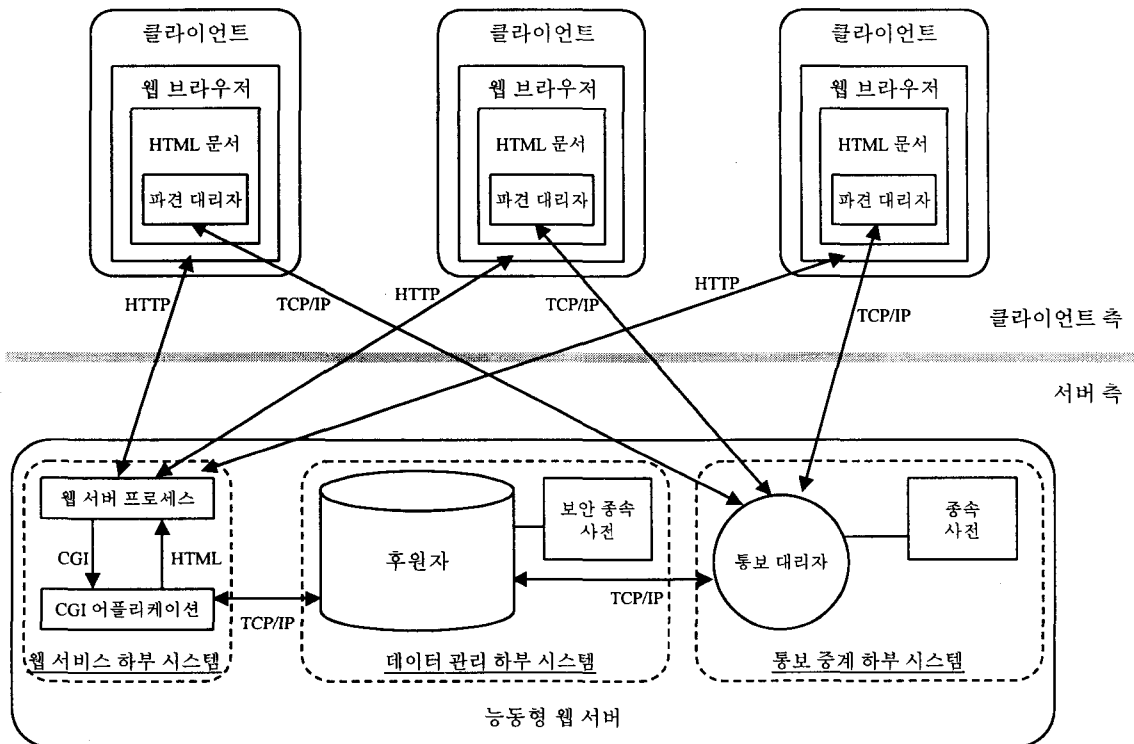 클라이언트
웹 브라우저
HTML 문서
파견 대리자
클라이언트
웹 브라우저
HTML 문서
파견 대리자
클라이언트
웹 브라우저
HTML 문서
파견 대리자
HTTP
TCP/IP
HTTP
TCP/IP
HTTP
TCP/IP
클라이언트 측
서버 측
웹 서버 프로세스
CGI
HTML
CGI 어플리케이션
웹 서비스 하부 시스템
TCP/IP
후원자
보안 종속
사전
데이터 관리 하부 시스템
TCP/IP
통보 대리자
종속
사전
통보 중계 하부 시스템
능동형 웹 서버